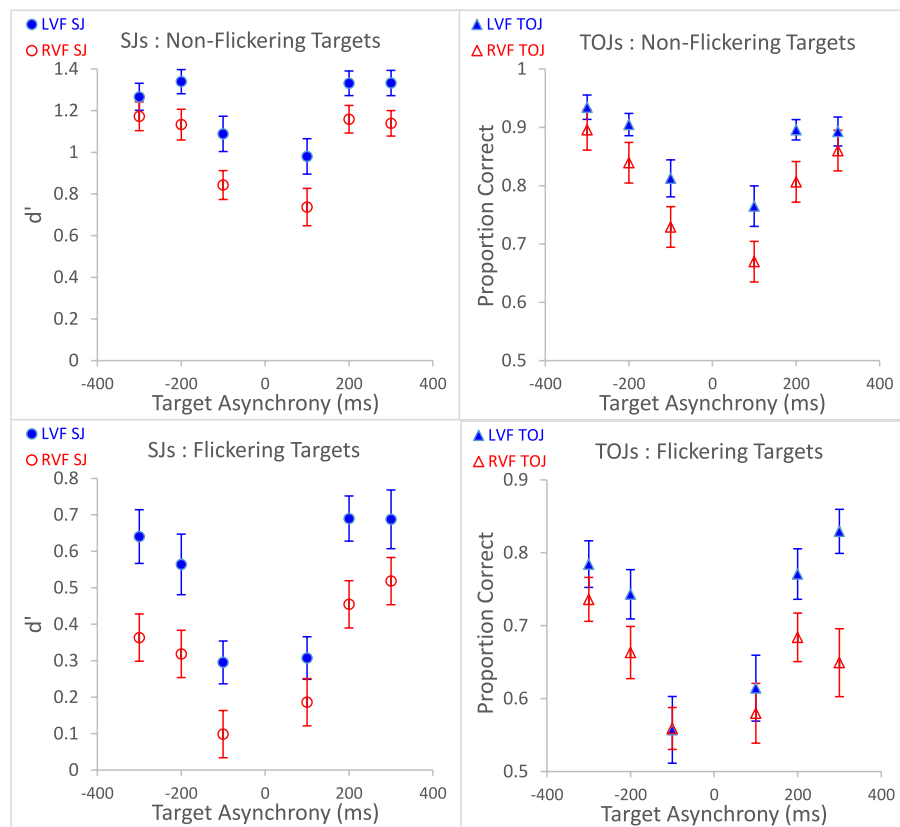 LVF SJ
RVF SJ
SJs : Non-Flickering Targets
1.4
1.2
1
0.8
0.6
0.4
0.2
0
d'
-400
-200
0
200
400
Target Asynchrony (ms)
LVF TOJ
RVF TOJ
TOJs : Non-Flickering Targets
1
0.9
0.8
0.7
0.6
0.5
Proportion Correct
-400
-200
0
200
400
Target Asynchrony (ms)
LVF SJ
RVF SJ
SJs : Flickering Targets
0.8
0.7
0.6
0.5
0.4
0.3
0.2
0.1
0
d'
-400
-200
0
200
400
Target Asynchrony (ms)
LVF TOJ
RVF TOJ
TOJs : Flickering Targets
0.9
0.8
0.7
0.6
0.5
Proportion Correct
-400
-200
0
200
400
Target Asynchrony (ms)